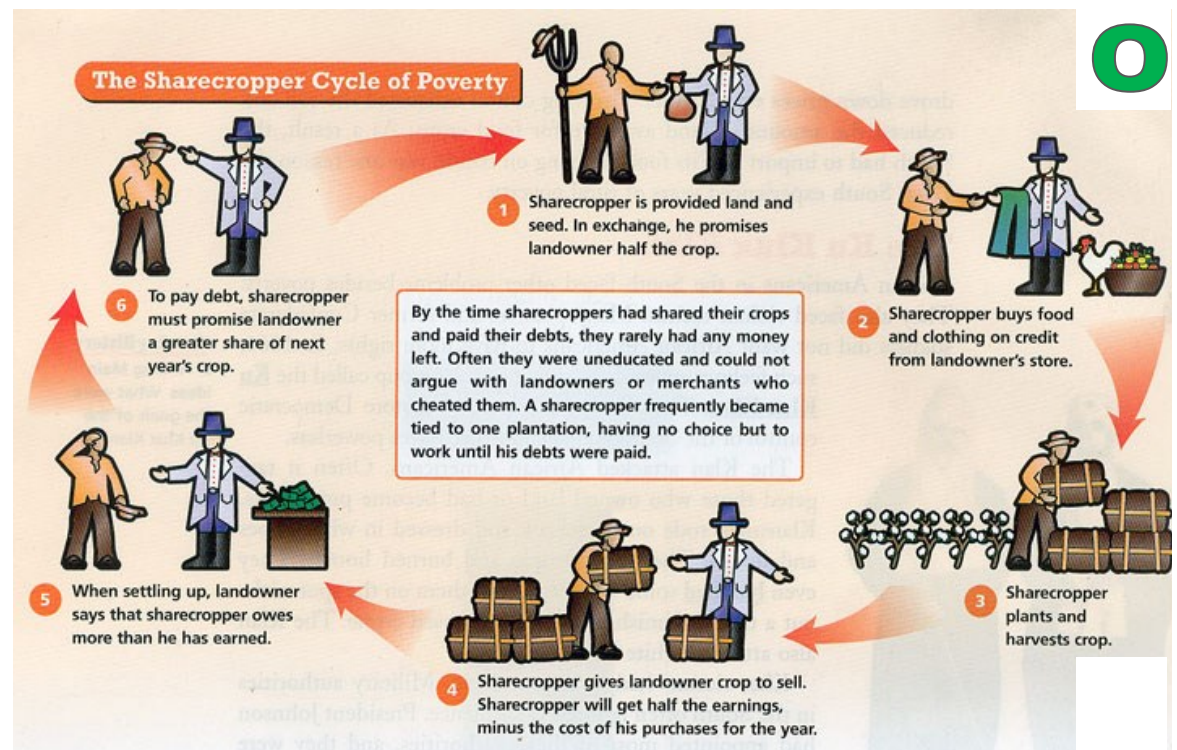 O
The Sharecropper Cycle of Poverty
1
Sharecropper is provided land and
seed. In exchange, he promises
landowner half the crop.
2
Sharecropper buys food
and clothing on credit
from landowner's store.
3
Sharecropper
plants and
harvests crop.
4
Sharecropper gives landowner crop to sell.
Sharecropper will get half the earnings,
minus the cost of his purchases for the year.
5
When settling up, landowner
says that sharecropper owes
more than he has earned.
6
To pay debt, sharecropper
must promise landowner
a greater share of next
year's crop.
By the time sharecroppers had shared their crops
and paid their debts, they rarely had any money
left. Often they were uneducated and could not
argue with landowners or merchants who
cheated them. A sharecropper frequently became
tied to one plantation, having no choice but to
work until his debts were paid.